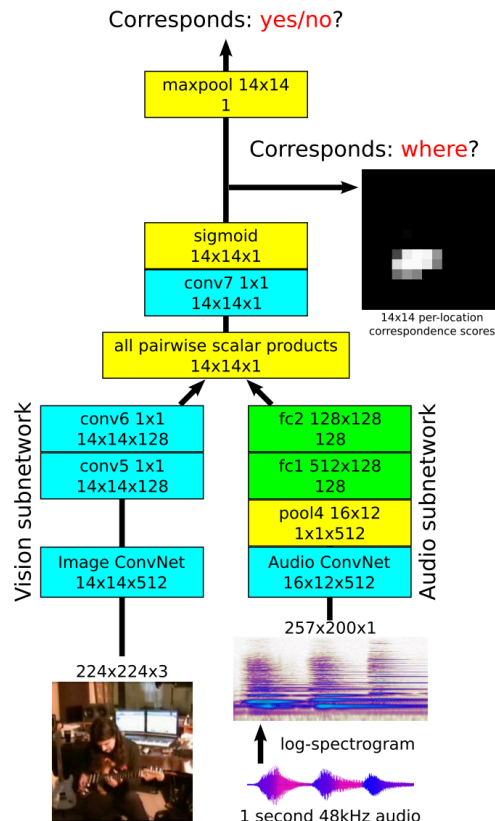 Corresponds: yes/no?
maxpool 14x14
1
Corresponds: where?
sigmoid
14x14x1
conv7 1x1
14x14x1
14x14 per-location
correspondence scores
all pairwise scalar products
14x14x1
Vision subnetwork
conv6 1x1
14x14x128
conv5 1x1
14x14x128
Image ConvNet
14x14x512
224x224x3
Audio subnetwork
fc2 128x128
128
fc1 512x128
128
pool4 16x12
1x1x512
Audio ConvNet
16x12x512
257x200x1
log-spectrogram
1 second 48kHz audio